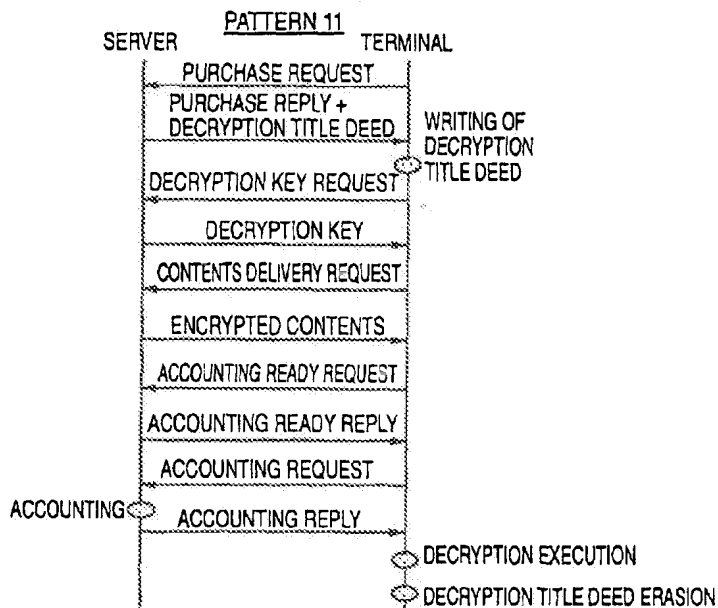 PATTERN 11
SERVER TERMINAL
PURCHASE REQUEST
PURCHASE REPLY +
DECRYPTION TITLE DEED
WRITING OF
DECRYPTION
TITLE DEED
DECRYPTION KEY REQUEST
DECRYPTION KEY
CONTENTS DELIVERY REQUEST
ENCRYPTED CONTENTS
ACCOUNTING READY REQUEST
ACCOUNTING READY REPLY
ACCOUNTING REQUEST
ACCOUNTING
ACCOUNTING REPLY
DECRYPTION EXECUTION
DECRYPTION TITLE DEED ERASION